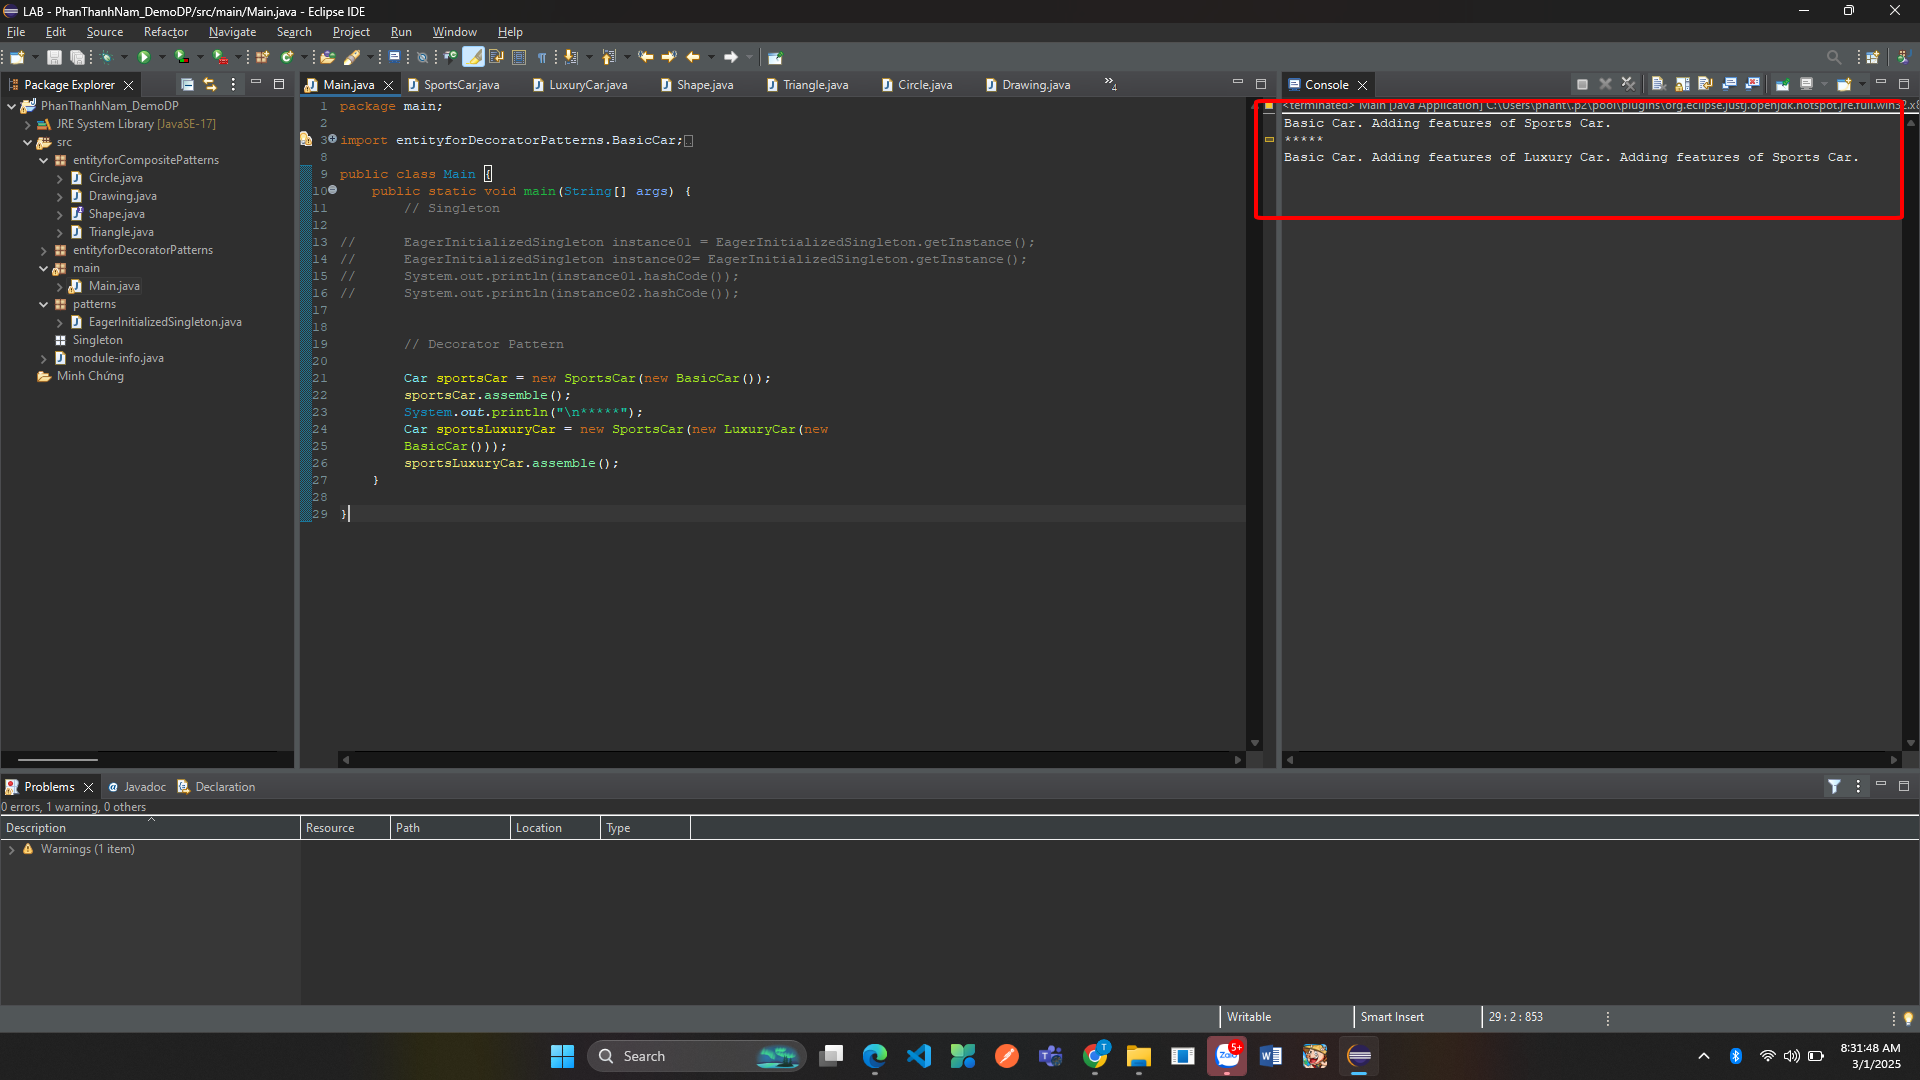 LAB - PhanThanhNam_DemoDP/src/main/Main.java - Eclipse IDE
File Edit Source Refactor Navigate Search Project Run Window Help
Package Explorer
PhanThanhNam_DemoDP
JRE System Library [JavaSE-17]
src
entityforCompositePatterns
Circle.java
Drawing.java
Shape.java
Triangle.java
entityforDecoratorPatterns
main
Main.java
patterns
EagerInitializedSingleton.java
Singleton
module-info.java
Minh Chứng
Main.java SportsCar.java LuxuryCar.java Shape.java Triangle.java Circle.java Drawing.java »4
1 package main;
2
3 import entityforDecoratorPatterns.BasicCar;
8
9 public class Main {
10 public static void main(String[] args) {
11 // Singleton
12
13 // EagerInitializedSingleton instance01 = EagerInitializedSingleton.getInstance();
14 // EagerInitializedSingleton instance02= EagerInitializedSingleton.getInstance();
15 // System.out.println(instance01.hashCode());
16 // System.out.println(instance02.hashCode());
17
18
19 // Decorator Pattern
20
21 Car sportsCar = new SportsCar(new BasicCar());
22 sportsCar.assemble();
23 System.out.println("\n*****");
24 Car sportsLuxuryCar = new SportsCar(new LuxuryCar(new
25 BasicCar()));
26 sportsLuxuryCar.assemble();
27 }
28
29 }
Console
<terminated> Main [Java Application] C:\Users\phant\.p2\pool\plugins\org.eclipse.justj.openjdk.hotspot.jre.full.win32.x8
Basic Car. Adding features of Sports Car.
*****
Basic Car. Adding features of Luxury Car. Adding features of Sports Car.
Problems Javadoc Declaration
0 errors, 1 warning, 0 others
Description Resource Path Location Type
Warnings (1 item)
Writable Smart Insert 29 : 2 : 853
Search
T
Zalo
5+
8:31:48 AM
3/1/2025